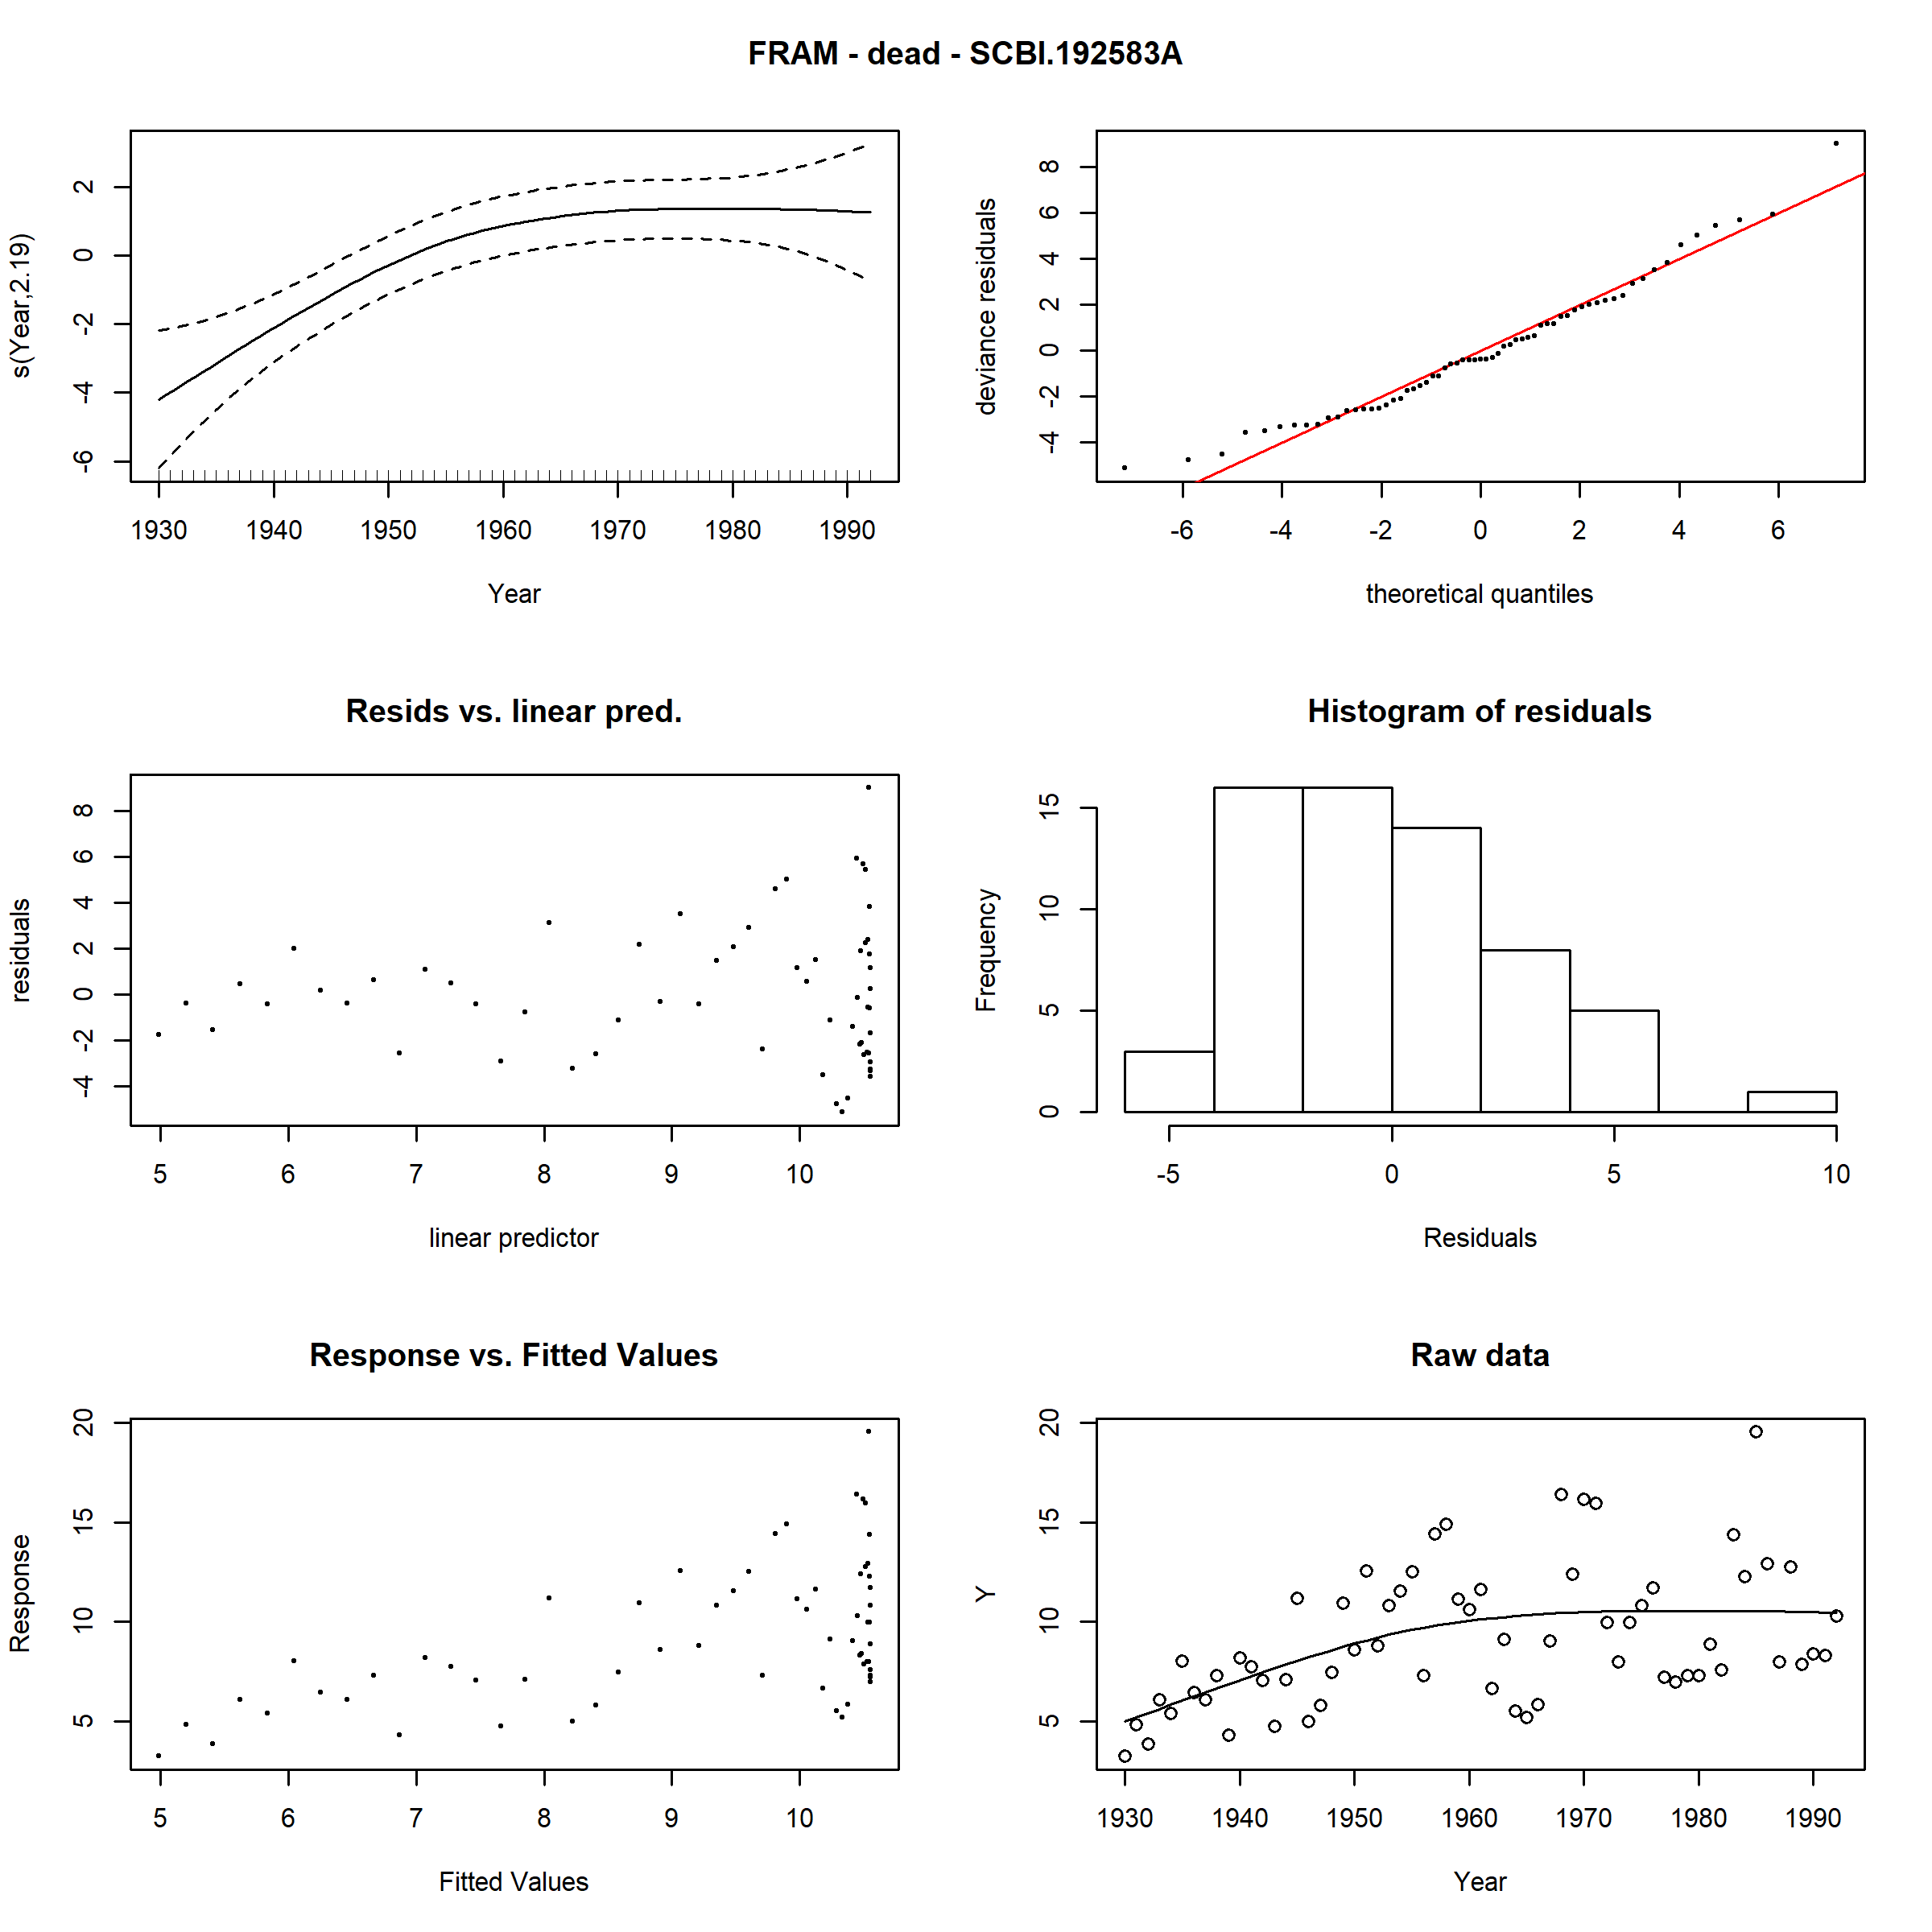 FRAM - dead - SCBI.192583A
s(Year,2.19)
2
0
-2
-4
-6
1930 1940 1950 1960 1970 1980 1990
Year
deviance residuals
8
6
4
2
0
-2
-4
-6 -4 -2 0 2 4 6
theoretical quantiles
Resids vs. linear pred.
residuals
8
6
4
2
0
-2
-4
5 6 7 8 9 10
linear predictor
Histogram of residuals
Frequency
15
10
5
0
-5 0 5 10
Residuals
Response vs. Fitted Values
Response
20
15
10
5
5 6 7 8 9 10
Fitted Values
Raw data
Y
20
15
10
5
1930 1940 1950 1960 1970 1980 1990
Year